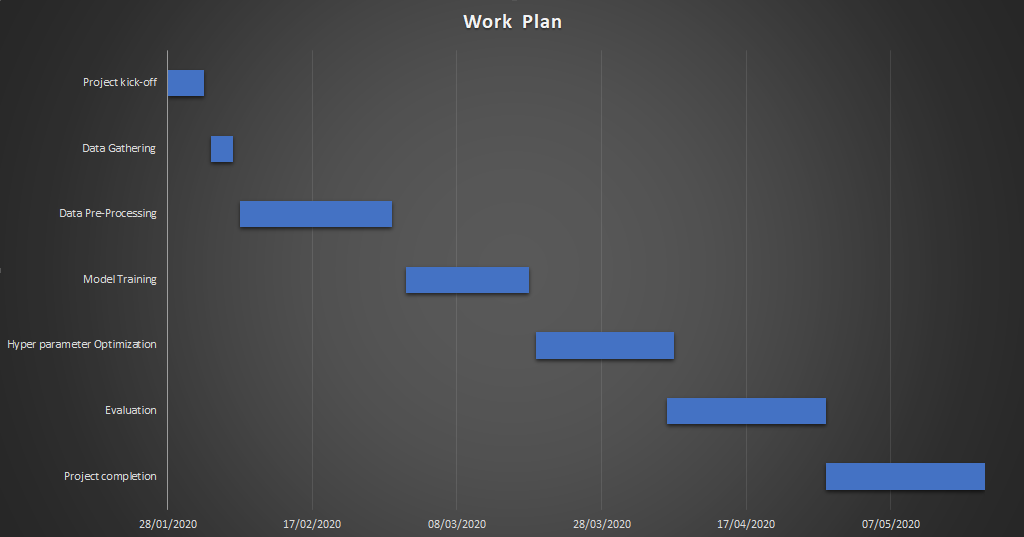 Work Plan
Project kick-off
Data Gathering
Data Pre-Processing
Model Training
Hyper parameter Optimization
Evaluation
Project completion
28/01/2020 17/02/2020 08/03/2020 28/03/2020 17/04/2020 07/05/2020